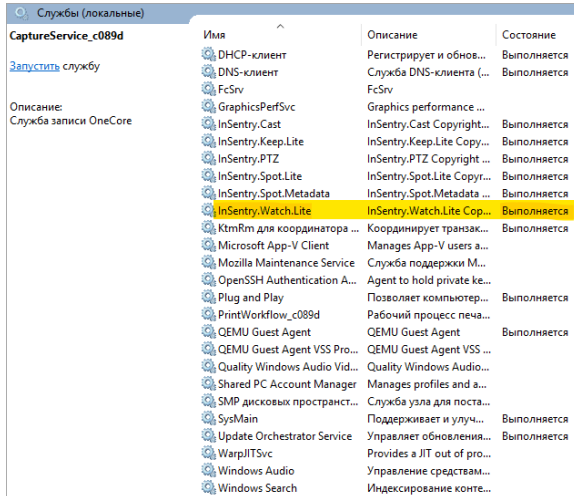 Службы (локальные)
CaptureService_c089d
Запустить службу
Описание:
Служба записи OneCore
Имя Описание Состояние
DHCP-клиент Регистрирует и обнов... Выполняется
DNS-клиент Служба DNS-клиента (... Выполняется
FcSrv FcSrv
GraphicsPerfSvc Graphics performance ...
InSentry.Cast InSentry.Cast Copyright... Выполняется
InSentry.Keep.Lite InSentry.Keep.Lite Copy... Выполняется
InSentry.PTZ InSentry.PTZ Copyright ... Выполняется
InSentry.Spot.Lite InSentry.Spot.Lite Copyr... Выполняется
InSentry.Spot.Metadata InSentry.Spot.Metadata ... Выполняется
InSentry.Watch.Lite InSentry.Watch.Lite Cop... Выполняется
KtmRm для координатора ... Координирует транзак... Выполняется
Microsoft App-V Client Manages App-V users a...
Mozilla Maintenance Service Служба поддержки M...
OpenSSH Authentication A... Agent to hold private ke...
Plug and Play Позволяет компьютер... Выполняется
PrintWorkflow_c089d Рабочий процесс печа...
QEMU Guest Agent QEMU Guest Agent Выполняется
QEMU Guest Agent VSS Pro... QEMU Guest Agent VSS ...
Quality Windows Audio Vid... Quality Windows Audio...
Shared PC Account Manager Manages profiles and a...
SMP дисковых пространст... Служба узла для поста...
SysMain Поддерживает и улуч... Выполняется
Update Orchestrator Service Управляет обновления... Выполняется
WarpJITSvc Provides a JIT out of pro...
Windows Audio Управление средствам...
Windows Search Индексирование конте...